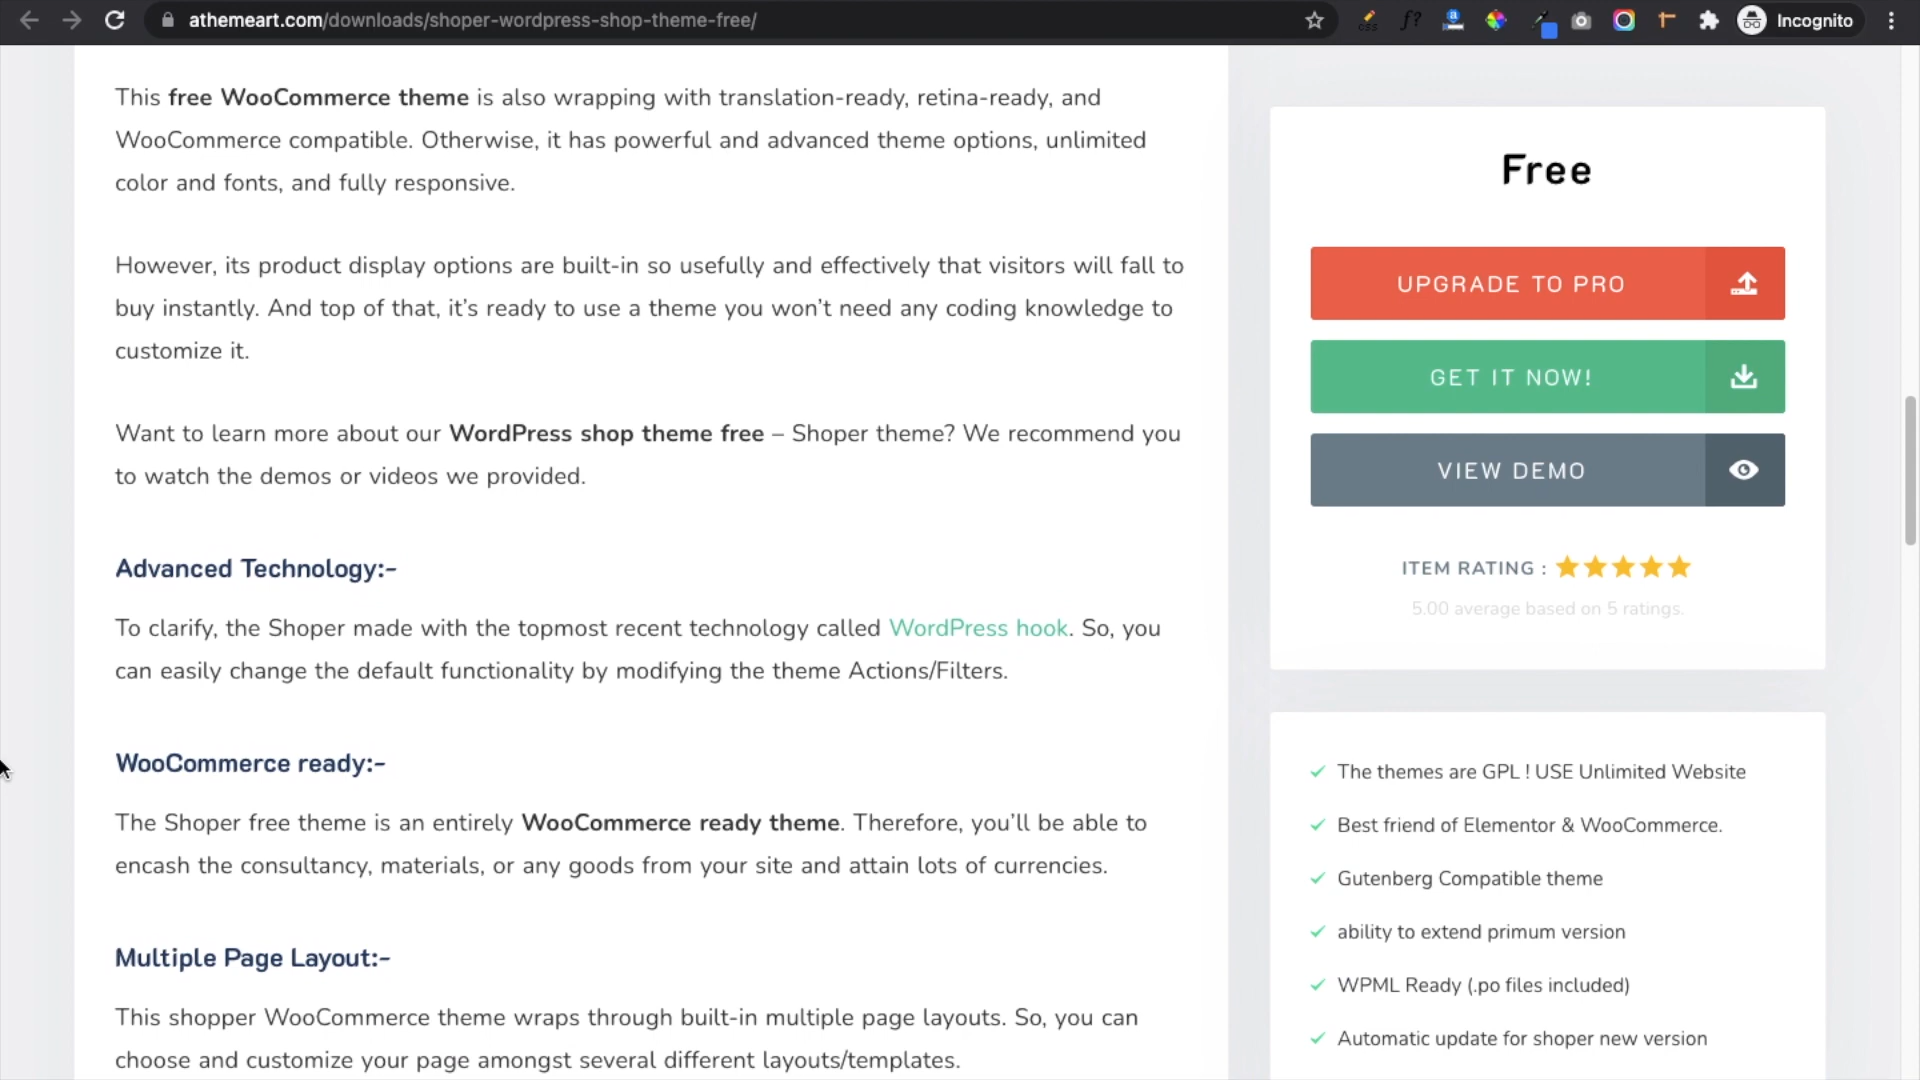 athemeart.com/downloads/shoper-wordpress-shop-theme-free/
Incognito
This free WooCommerce theme is also wrapping with translation-ready, retina-ready, and
WooCommerce compatible. Otherwise, it has powerful and advanced theme options, unlimited
color and fonts, and fully responsive.
However, its product display options are built-in so usefully and effectively that visitors will fall to
buy instantly. And top of that, it’s ready to use a theme you won’t need any coding knowledge to
customize it.
Want to learn more about our WordPress shop theme free – Shoper theme? We recommend you
to watch the demos or videos we provided.
Advanced Technology:-
To clarify, the Shoper made with the topmost recent technology called WordPress hook. So, you
can easily change the default functionality by modifying the theme Actions/Filters.
WooCommerce ready:-
The Shoper free theme is an entirely WooCommerce ready theme. Therefore, you’ll be able to
encash the consultancy, materials, or any goods from your site and attain lots of currencies.
Multiple Page Layout:-
This shopper WooCommerce theme wraps through built-in multiple page layouts. So, you can
choose and customize your page amongst several different layouts/templates.
Free
UPGRADE TO PRO
GET IT NOW!
VIEW DEMO
ITEM RATING :
5.00 average based on 5 ratings.
The themes are GPL ! USE Unlimited Website
Best friend of Elementor & WooCommerce.
Gutenberg Compatible theme
ability to extend primum version
WPML Ready (.po files included)
Automatic update for shoper new version